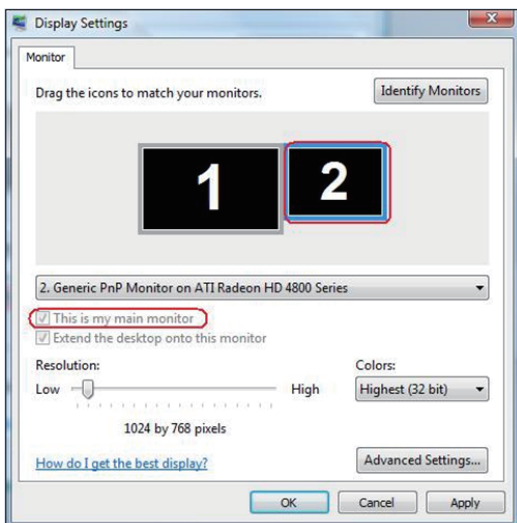 Display Settings
Monitor
Drag the icons to match your monitors.
Identify Monitors
1
2
2. Generic PnP Monitor on ATI Radeon HD 4800 Series
This is my main monitor
Extend the desktop onto this monitor
Resolution:
Colors:
Low
High
Highest (32 bit)
1024 by 768 pixels
How do I get the best display?
Advanced Settings...
OK
Cancel
Apply